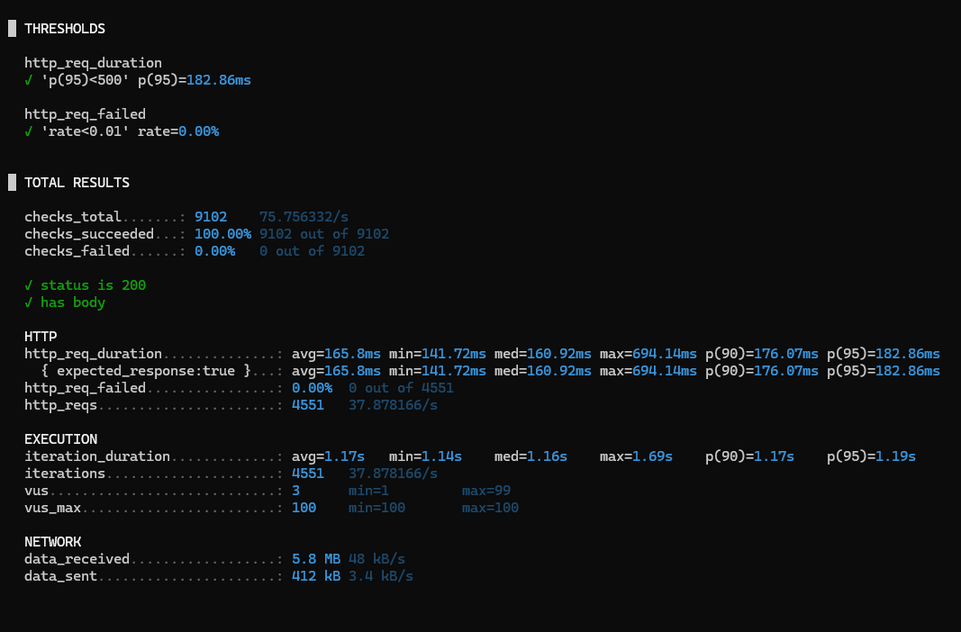 THRESHOLDS
http_req_duration
✓ 'p(95)<500' p(95)=182.86ms
http_req_failed
✓ 'rate<0.01' rate=0.00%
TOTAL RESULTS
checks_total.......: 9102    75.756332/s
checks_succeeded...: 100.00% 9102 out of 9102
checks_failed......: 0.00%   0 out of 9102
✓ status is 200
✓ has body
HTTP
http_req_duration..............: avg=165.8ms min=141.72ms med=160.92ms max=694.14ms p(90)=176.07ms p(95)=182.86ms
{ expected_response:true }...: avg=165.8ms min=141.72ms med=160.92ms max=694.14ms p(90)=176.07ms p(95)=182.86ms
http_req_failed................: 0.00%  0 out of 4551
http_reqs......................: 4551   37.878166/s
EXECUTION
iteration_duration.............: avg=1.17s   min=1.14s    med=1.16s    max=1.69s    p(90)=1.17s    p(95)=1.19s
iterations.....................: 4551   37.878166/s
vus............................: 3      min=1         max=99
vus_max........................: 100    min=100       max=100
NETWORK
data_received..................: 5.8 MB 48 kB/s
data_sent......................: 412 kB 3.4 kB/s